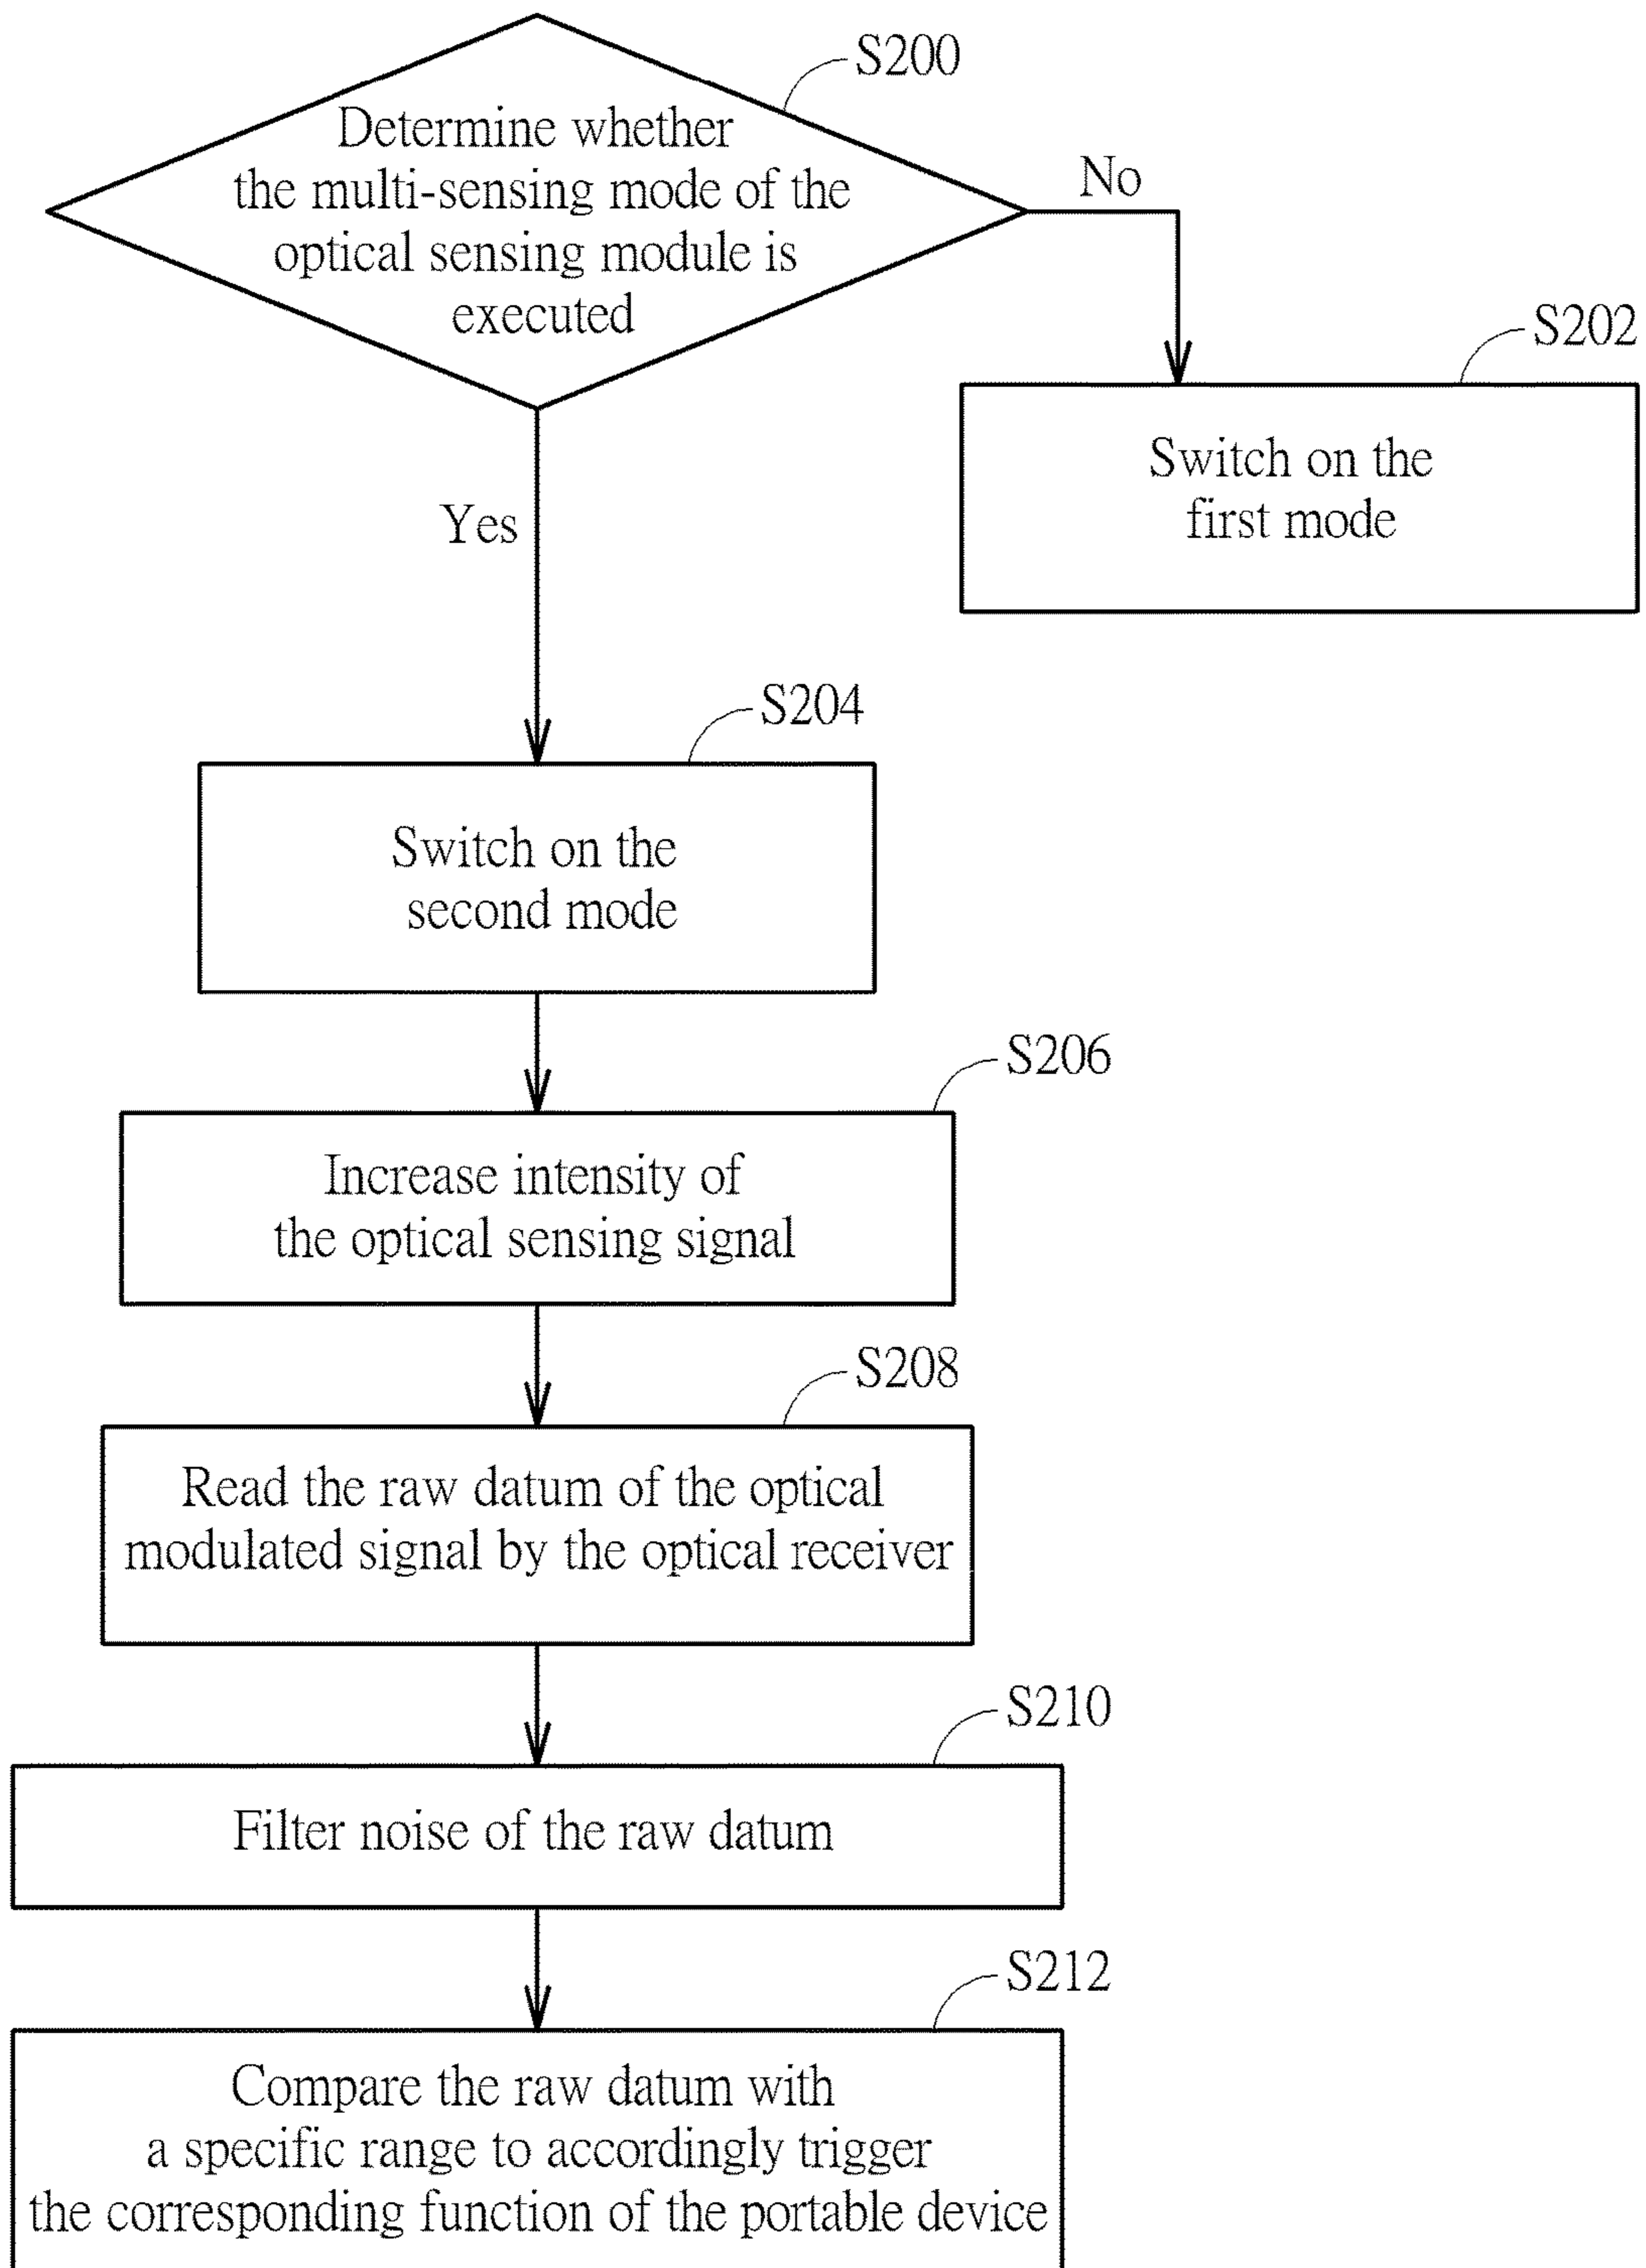 S200
Determine whether
the multi-sensing mode of the
optical sensing module is
executed
No
S202
Switch on the
first mode
Yes
S204
Switch on the
second mode
S206
Increase intensity of
the optical sensing signal
S208
Read the raw datum of the optical
modulated signal by the optical receiver
S210
Filter noise of the raw datum
S212
Compare the raw datum with
a specific range to accordingly trigger
the corresponding function of the portable device